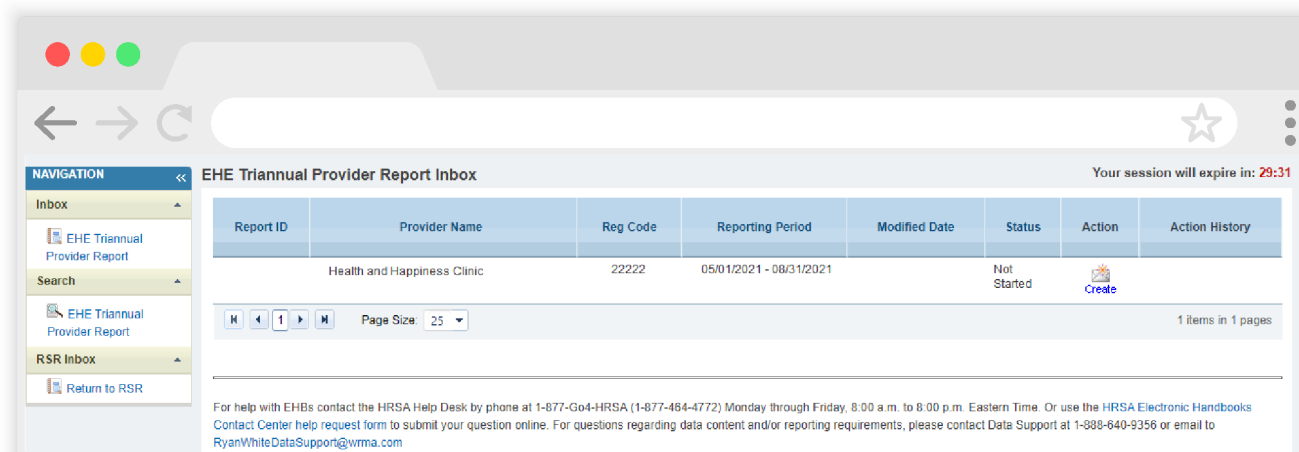 NAVIGATION «
Inbox
EHE Triannual
Provider Report
Search
EHE Triannual
Provider Report
RSR Inbox
Return to RSR
EHE Triannual Provider Report Inbox
Your session will expire in: 29:31
Report ID Provider Name Reg Code Reporting Period Modified Date Status Action Action History
Health and Happiness Clinic 22222 05/01/2021 - 08/31/2021 Not
Started Create
1 Page Size: 25 1 items in 1 pages
For help with EHBs contact the HRSA Help Desk by phone at 1-877-Go4-HRSA (1-877-464-4772) Monday through Friday, 8:00 a.m. to 8:00 p.m. Eastern Time. Or use the HRSA Electronic Handbooks
Contact Center help request form to submit your question online. For questions regarding data content and/or reporting requirements, please contact Data Support at 1-888-640-9356 or email to
RyanWhiteDataSupport@wrma.com